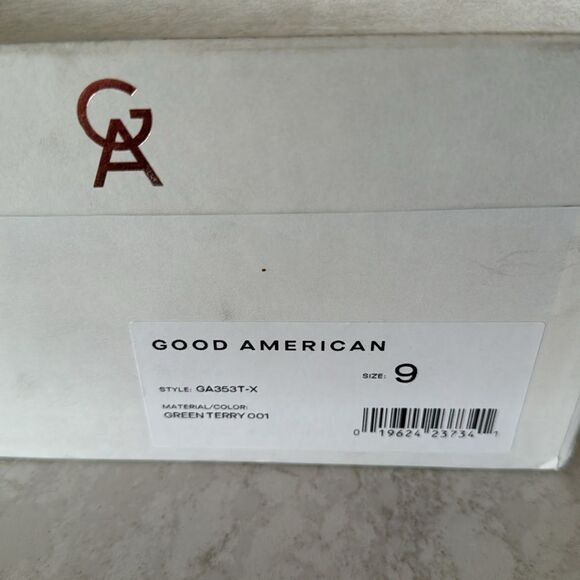 GA
GOOD AMERICAN
SIZE: 9
STYLE: GA353T-X
MATERIAL/COLOR:
GREEN TERRY 001
0 19624 23734 1